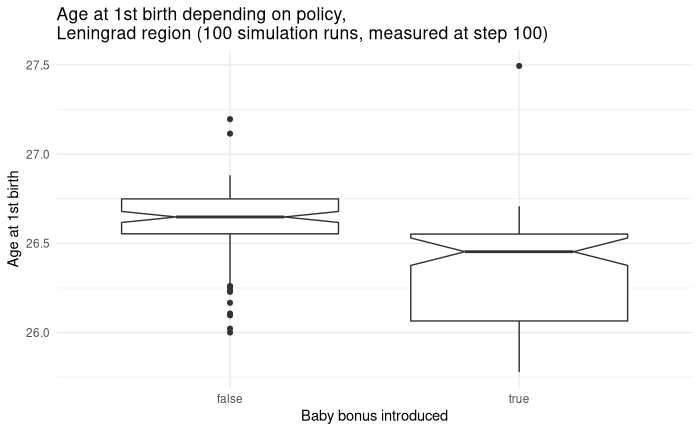 Age at 1st birth depending on policy,
Leningrad region (100 simulation runs, measured at step 100)
27.5
27.0
26.5
26.0
Age at 1st birth
false
true
Baby bonus introduced